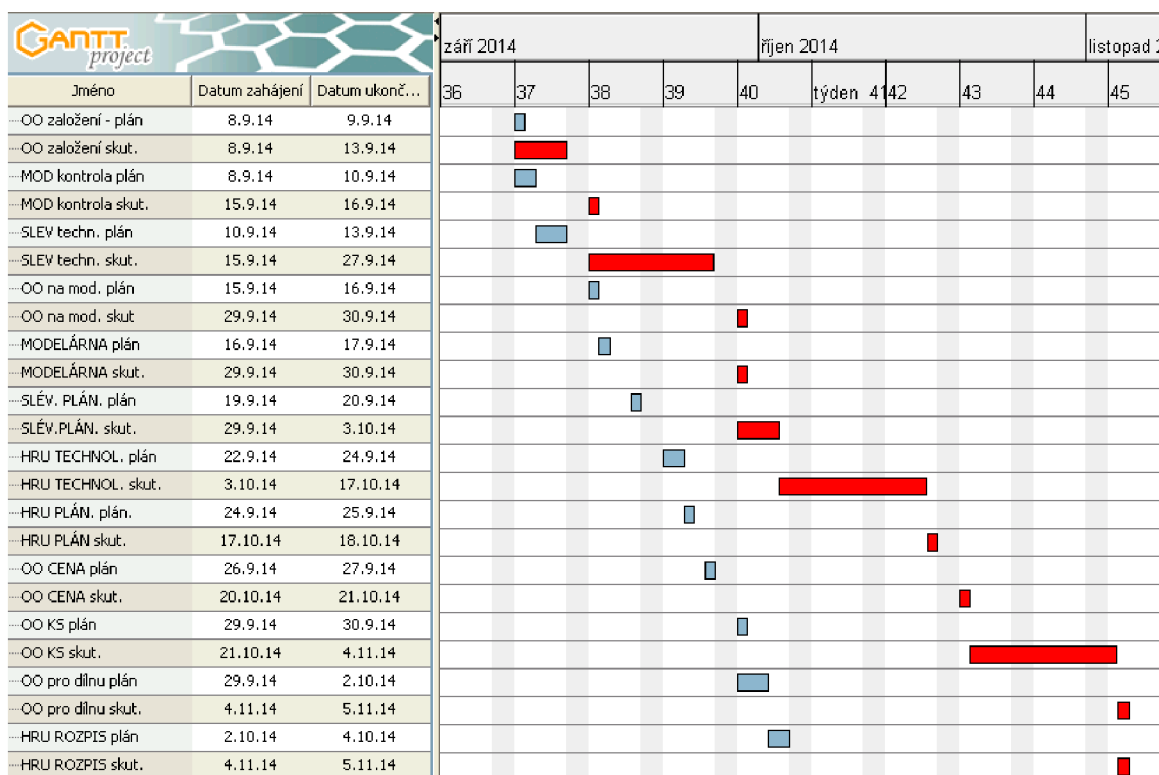 GANTT
project
září 2014 říjen 2014 listopad 2
Jméno Datum zahájení Datum ukonč...
36 37 38 39 40 týden 41 42 43 44 45
OO založení - plán 8.9.14 9.9.14
OO založení skut. 8.9.14 13.9.14
MOD kontrola plán 8.9.14 10.9.14
MOD kontrola skut. 15.9.14 16.9.14
SLEV techn. plán 10.9.14 13.9.14
SLEV techn. skut. 15.9.14 27.9.14
OO na mod. plán 15.9.14 16.9.14
OO na mod. skut 29.9.14 30.9.14
MODELÁRNA plán 16.9.14 17.9.14
MODELÁRNA skut. 29.9.14 30.9.14
SLÉV. PLÁN. plán 19.9.14 20.9.14
SLÉV.PLÁN. skut. 29.9.14 3.10.14
HRU TECHNOL. plán 22.9.14 24.9.14
HRU TECHNOL. skut. 3.10.14 17.10.14
HRU PLÁN. plán. 24.9.14 25.9.14
HRU PLÁN skut. 17.10.14 18.10.14
OO CENA plán 26.9.14 27.9.14
OO CENA skut. 20.10.14 21.10.14
OO KS plán 29.9.14 30.9.14
OO KS skut. 21.10.14 4.11.14
OO pro dílnu plán 29.9.14 2.10.14
OO pro dílnu skut. 4.11.14 5.11.14
HRU ROZPIS plán 2.10.14 4.10.14
HRU ROZPIS skut. 4.11.14 5.11.14